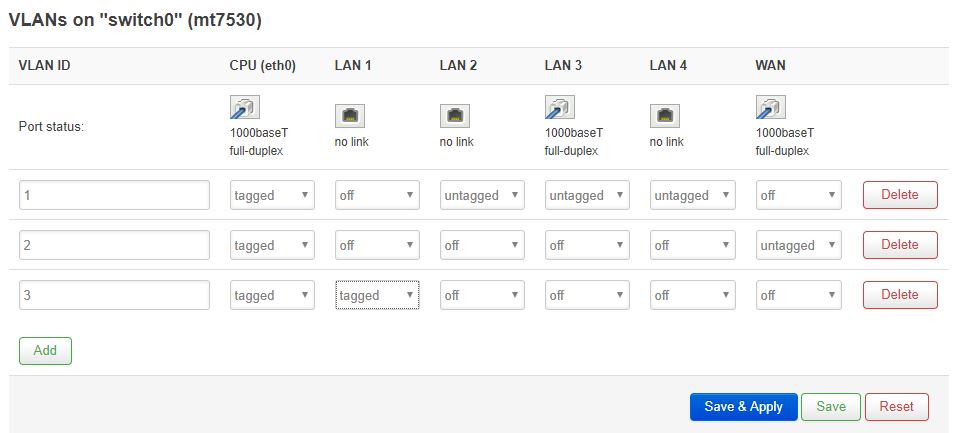 VLANs on "switch0" (mt7530)
VLAN ID CPU (eth0) LAN 1 LAN 2 LAN 3 LAN 4 WAN
Port status: 1000baseT full-duplex no link no link 1000baseT full-duplex no link 1000baseT full-duplex
1 tagged off untagged untagged untagged off Delete
2 tagged off off off off untagged Delete
3 tagged tagged off off off off Delete
Add
Save & Apply Save Reset